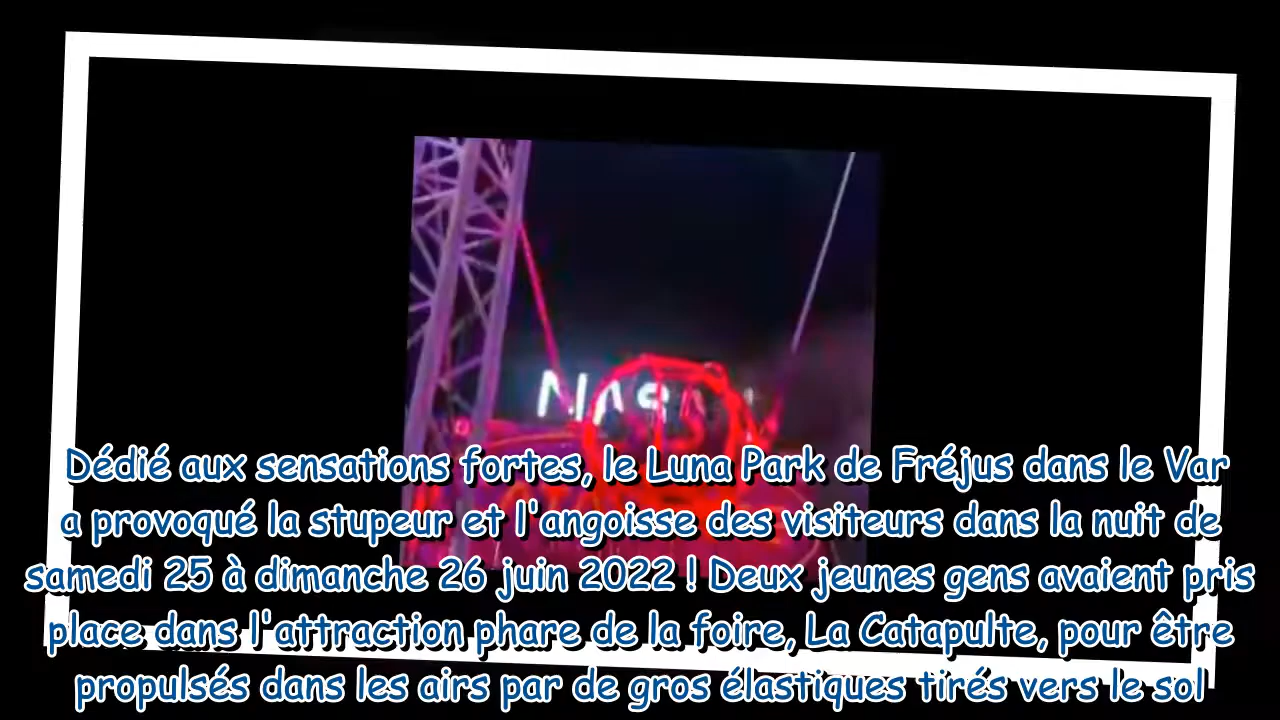 Dédié aux sensations fortes, le Luna Park de Fréjus dans le Var
a provoqué la stupeur et l'angoisse des visiteurs dans la nuit de
samedi 25 à dimanche 26 juin 2022 ! Deux jeunes gens avaient pris
place dans l'attraction phare de la foire, La Catapulte, pour être
propulsés dans les airs par de gros élastiques tirés vers le sol